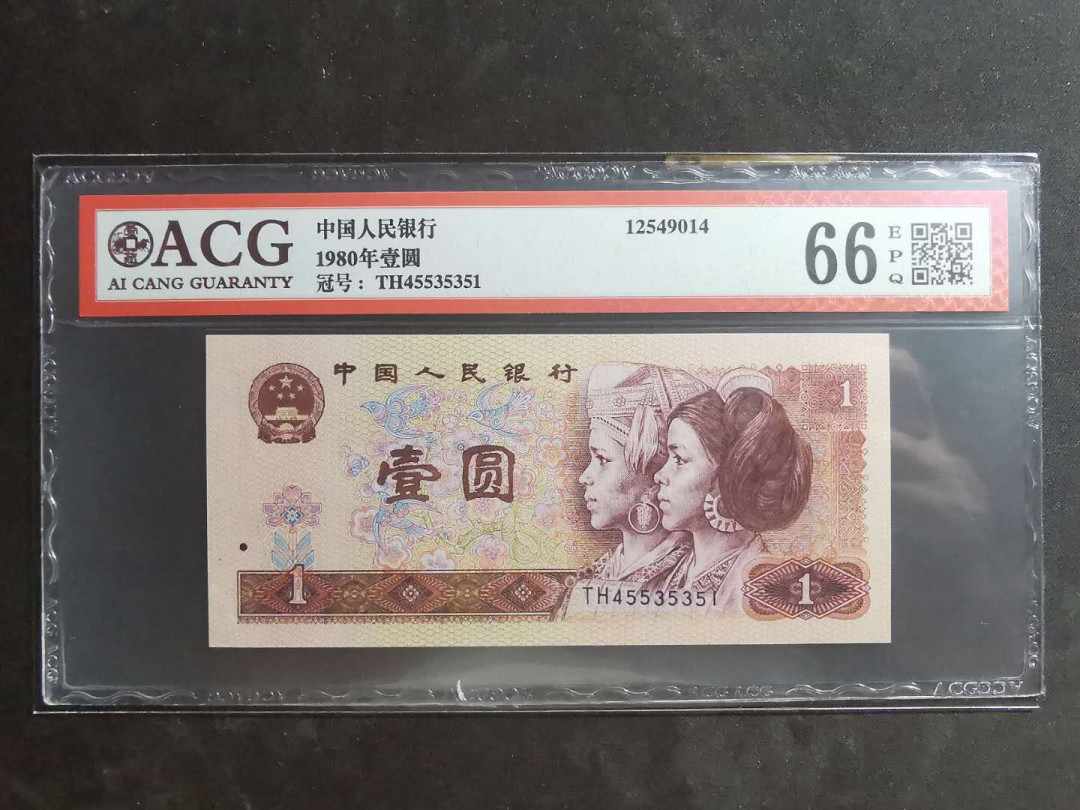 ACG
AI CANG GUARANTY
中国人民银行
1980年壹圆
冠号：TH45535351
12549014
66
EPQ
中国人民银行
1
壹圆
TH45535351
1
1